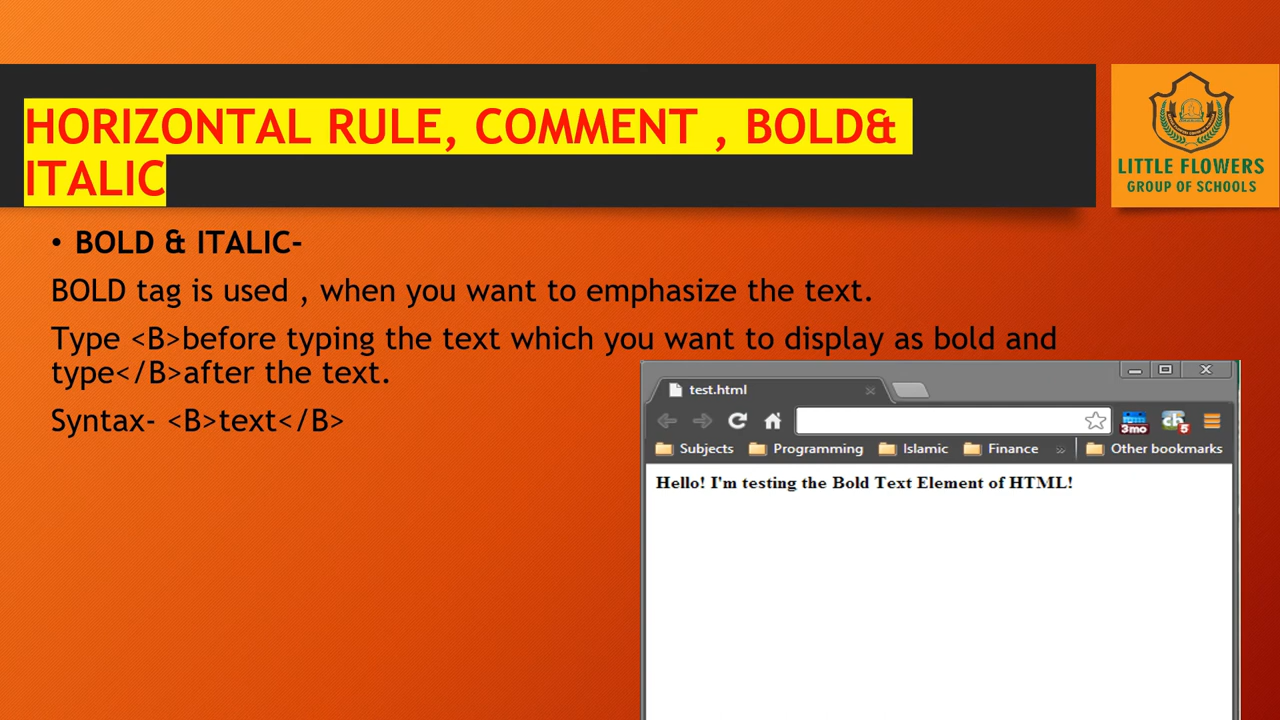 HORIZONTAL RULE, COMMENT , BOLD&
ITALIC
LITTLE FLOWERS
GROUP OF SCHOOLS
• BOLD & ITALIC-
BOLD tag is used , when you want to emphasize the text.
Type <B>before typing the text which you want to display as bold and
type</B>after the text.
Syntax- <B>text</B>
test.html
3mo
cb 5
Subjects Programming Islamic Finance » Other bookmarks
Hello! I'm testing the Bold Text Element of HTML!